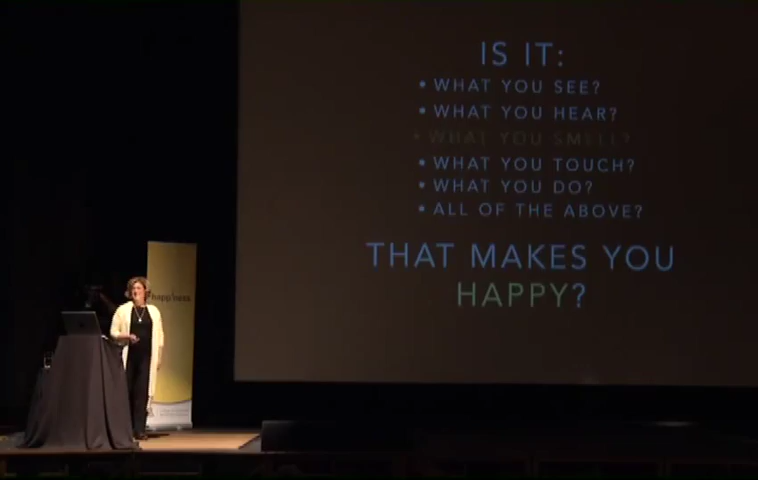 IS IT:
• WHAT YOU SEE?
• WHAT YOU HEAR?
• WHAT YOU SMELL?
• WHAT YOU TOUCH?
• WHAT YOU DO?
• ALL OF THE ABOVE?
THAT MAKES YOU
HAPPY?
happiness